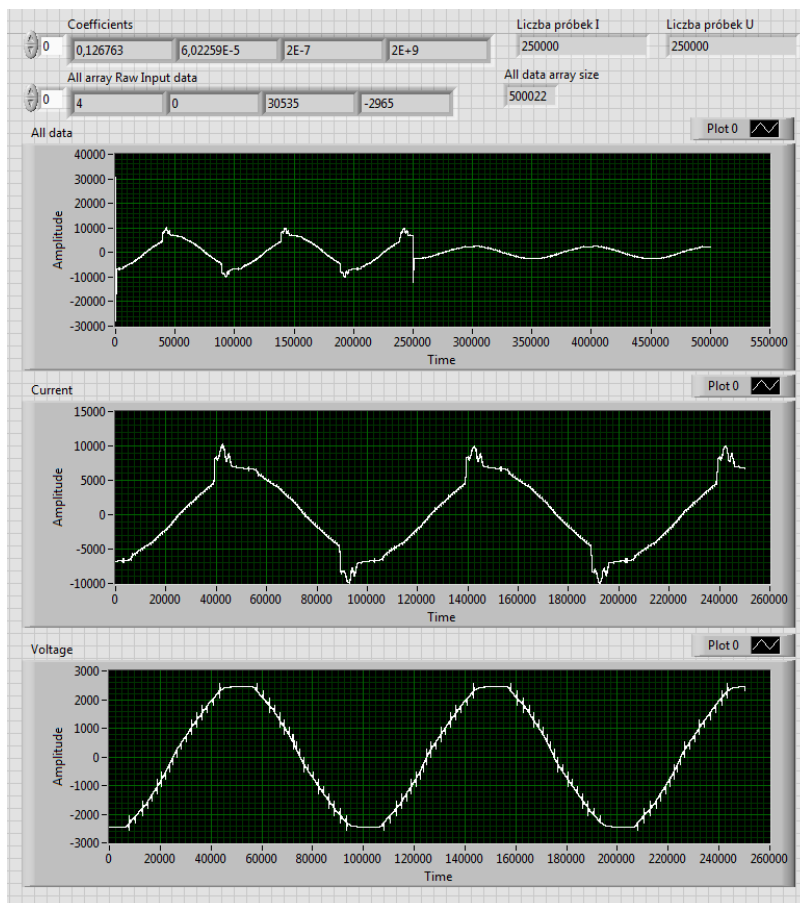 Coefficients
0
0,126763
6,02259E-5
2E-7
2E+9
Liczba próbek I
250000
Liczba próbek U
250000
All array Raw Input data
0
4
0
30535
-2965
All data array size
500022
All data
Plot 0
40000
30000
20000
10000
0
-10000
-20000
-30000
Amplitude
0 50000 100000 150000 200000 250000 300000 350000 400000 450000 500000 550000
Time
Current
Plot 0
15000
10000
5000
0
-5000
-10000
Amplitude
0 20000 40000 60000 80000 100000 120000 140000 160000 180000 200000 220000 240000 260000
Time
Voltage
Plot 0
3000
2000
1000
0
-1000
-2000
-3000
Amplitude
0 20000 40000 60000 80000 100000 120000 140000 160000 180000 200000 220000 240000 260000
Time